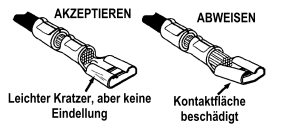 AKZEPTIEREN
ABWEISEN
Leichter Kratzer, aber keine
Eindellung
Kontaktfläche
beschädigt